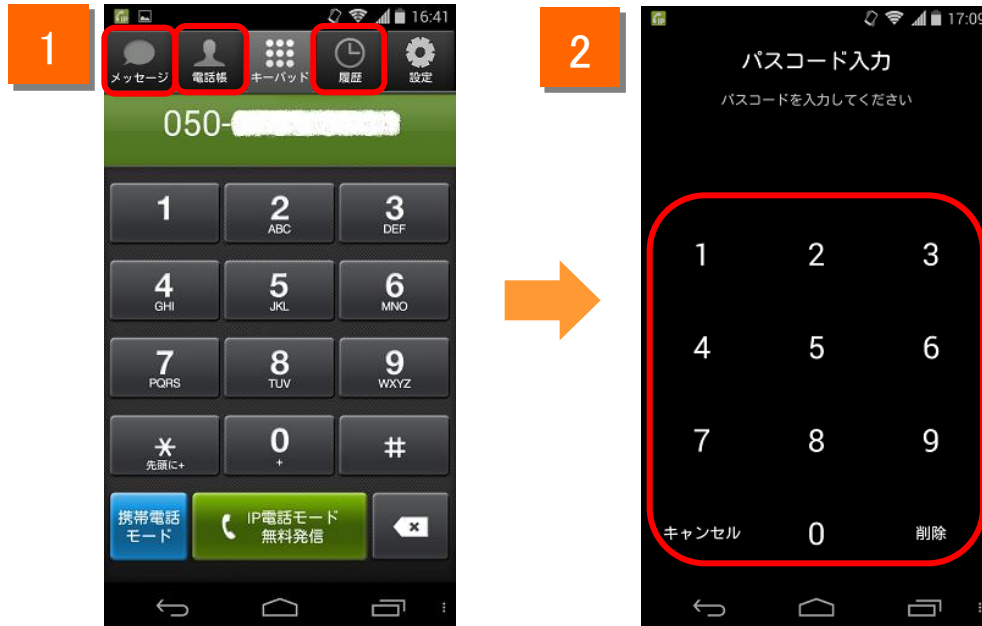 1
16:41
メッセージ
電話帳
キーパッド
履歴
設定
050-
1
2
ABC
3
DEF
4
GHI
5
JKL
6
MNO
7
PQRS
8
TUV
9
WXYZ
先頭に+
0
+
#
携帯電話
モード
IP電話モード
無料発信
2
17:09
パスコード入力
パスコードを入力してください
1 2 3
4 5 6
7 8 9
キャンセル 0 削除